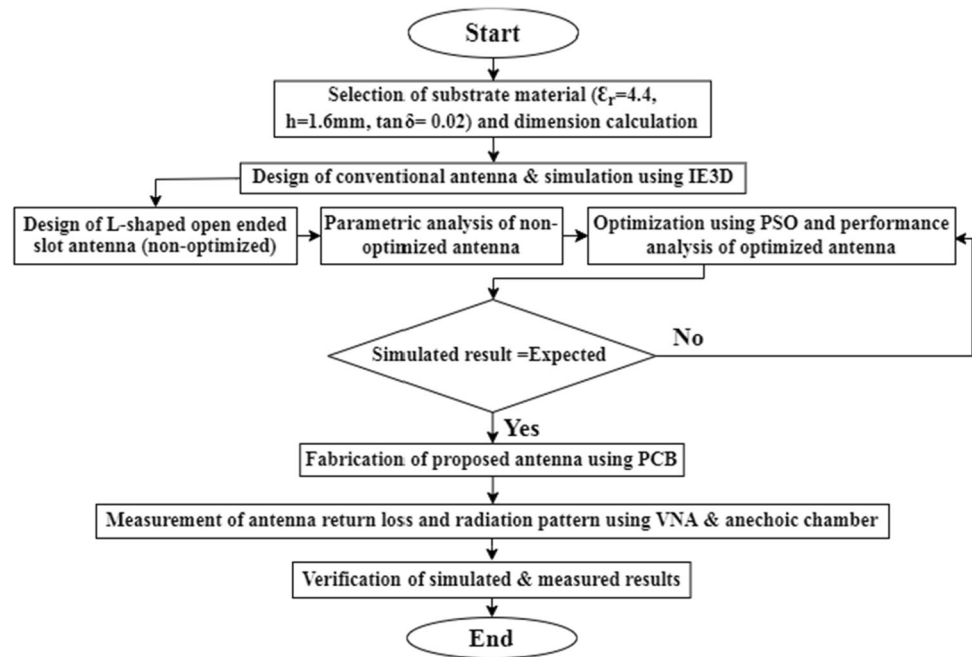 Start
Selection of substrate material (Ɛr=4.4,
h=1.6mm, tanδ= 0.02) and dimension calculation
Design of conventional antenna & simulation using IE3D
Design of L-shaped open ended
slot antenna (non-optimized)
Parametric analysis of non-
optimized antenna
Optimization using PSO and performance
analysis of optimized antenna
Simulated result =Expected
No
Yes
Fabrication of proposed antenna using PCB
Measurement of antenna return loss and radiation pattern using VNA & anechoic chamber
Verification of simulated & measured results
End